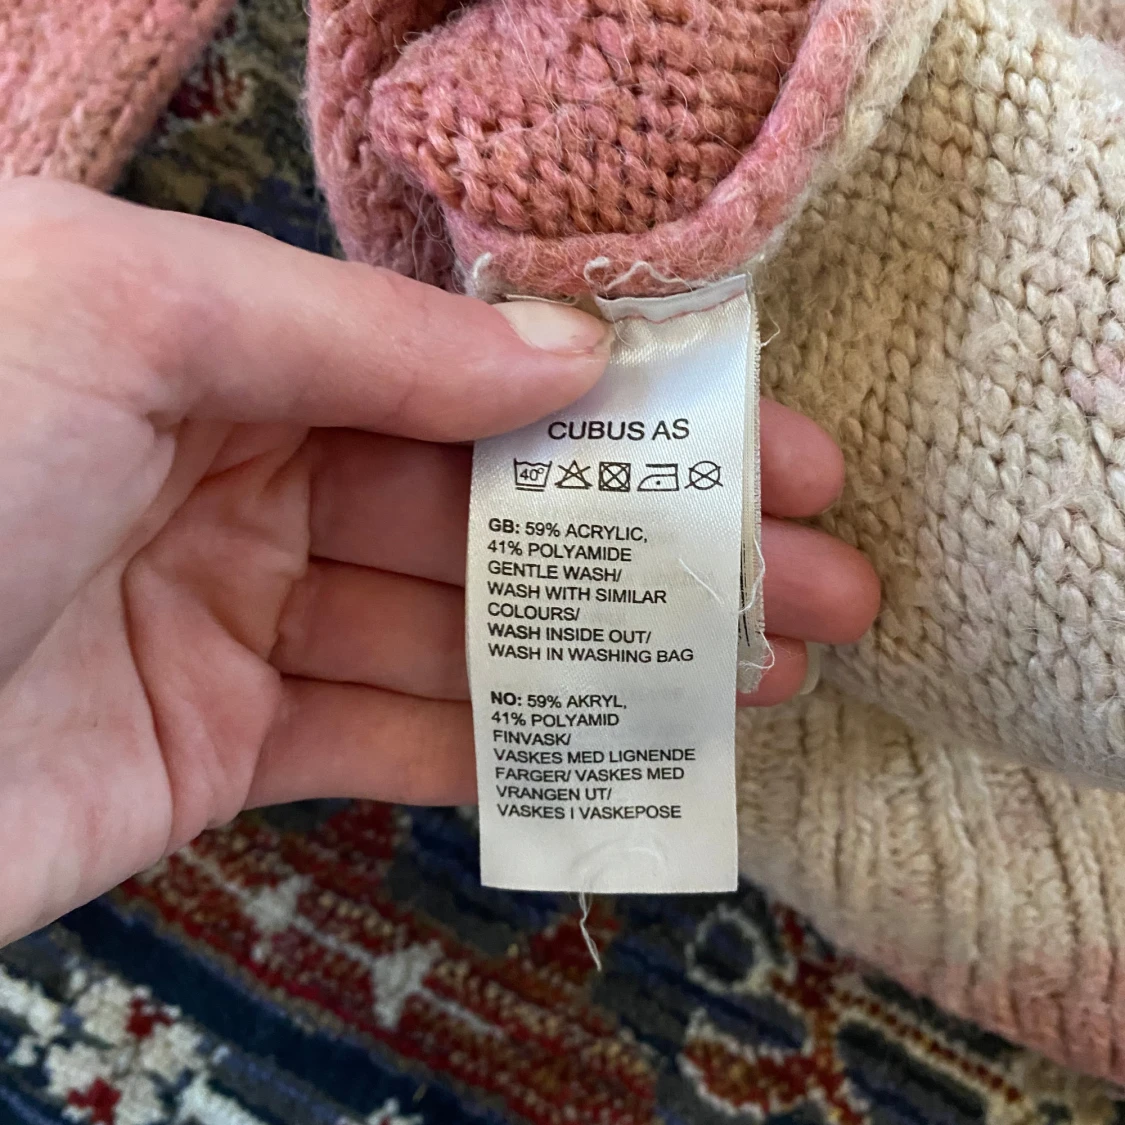 CUBUS AS
40°
GB: 59% ACRYLIC,
41% POLYAMIDE
GENTLE WASH/
WASH WITH SIMILAR
COLOURS/
WASH INSIDE OUT/
WASH IN WASHING BAG
NO: 59% AKRYL,
41% POLYAMID
FINVASK/
VASKES MED LIGNENDE
FARGER/ VASKES MED
VRANGEN UT/
VASKES I VASKEPOSE